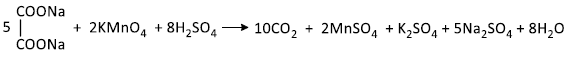 COONa
5 | + 2KMnO₄ + 8H₂SO₄ ⟶ 10CO₂ + 2MnSO₄ + K₂SO₄ + 5Na₂SO₄ + 8H₂O
COONa